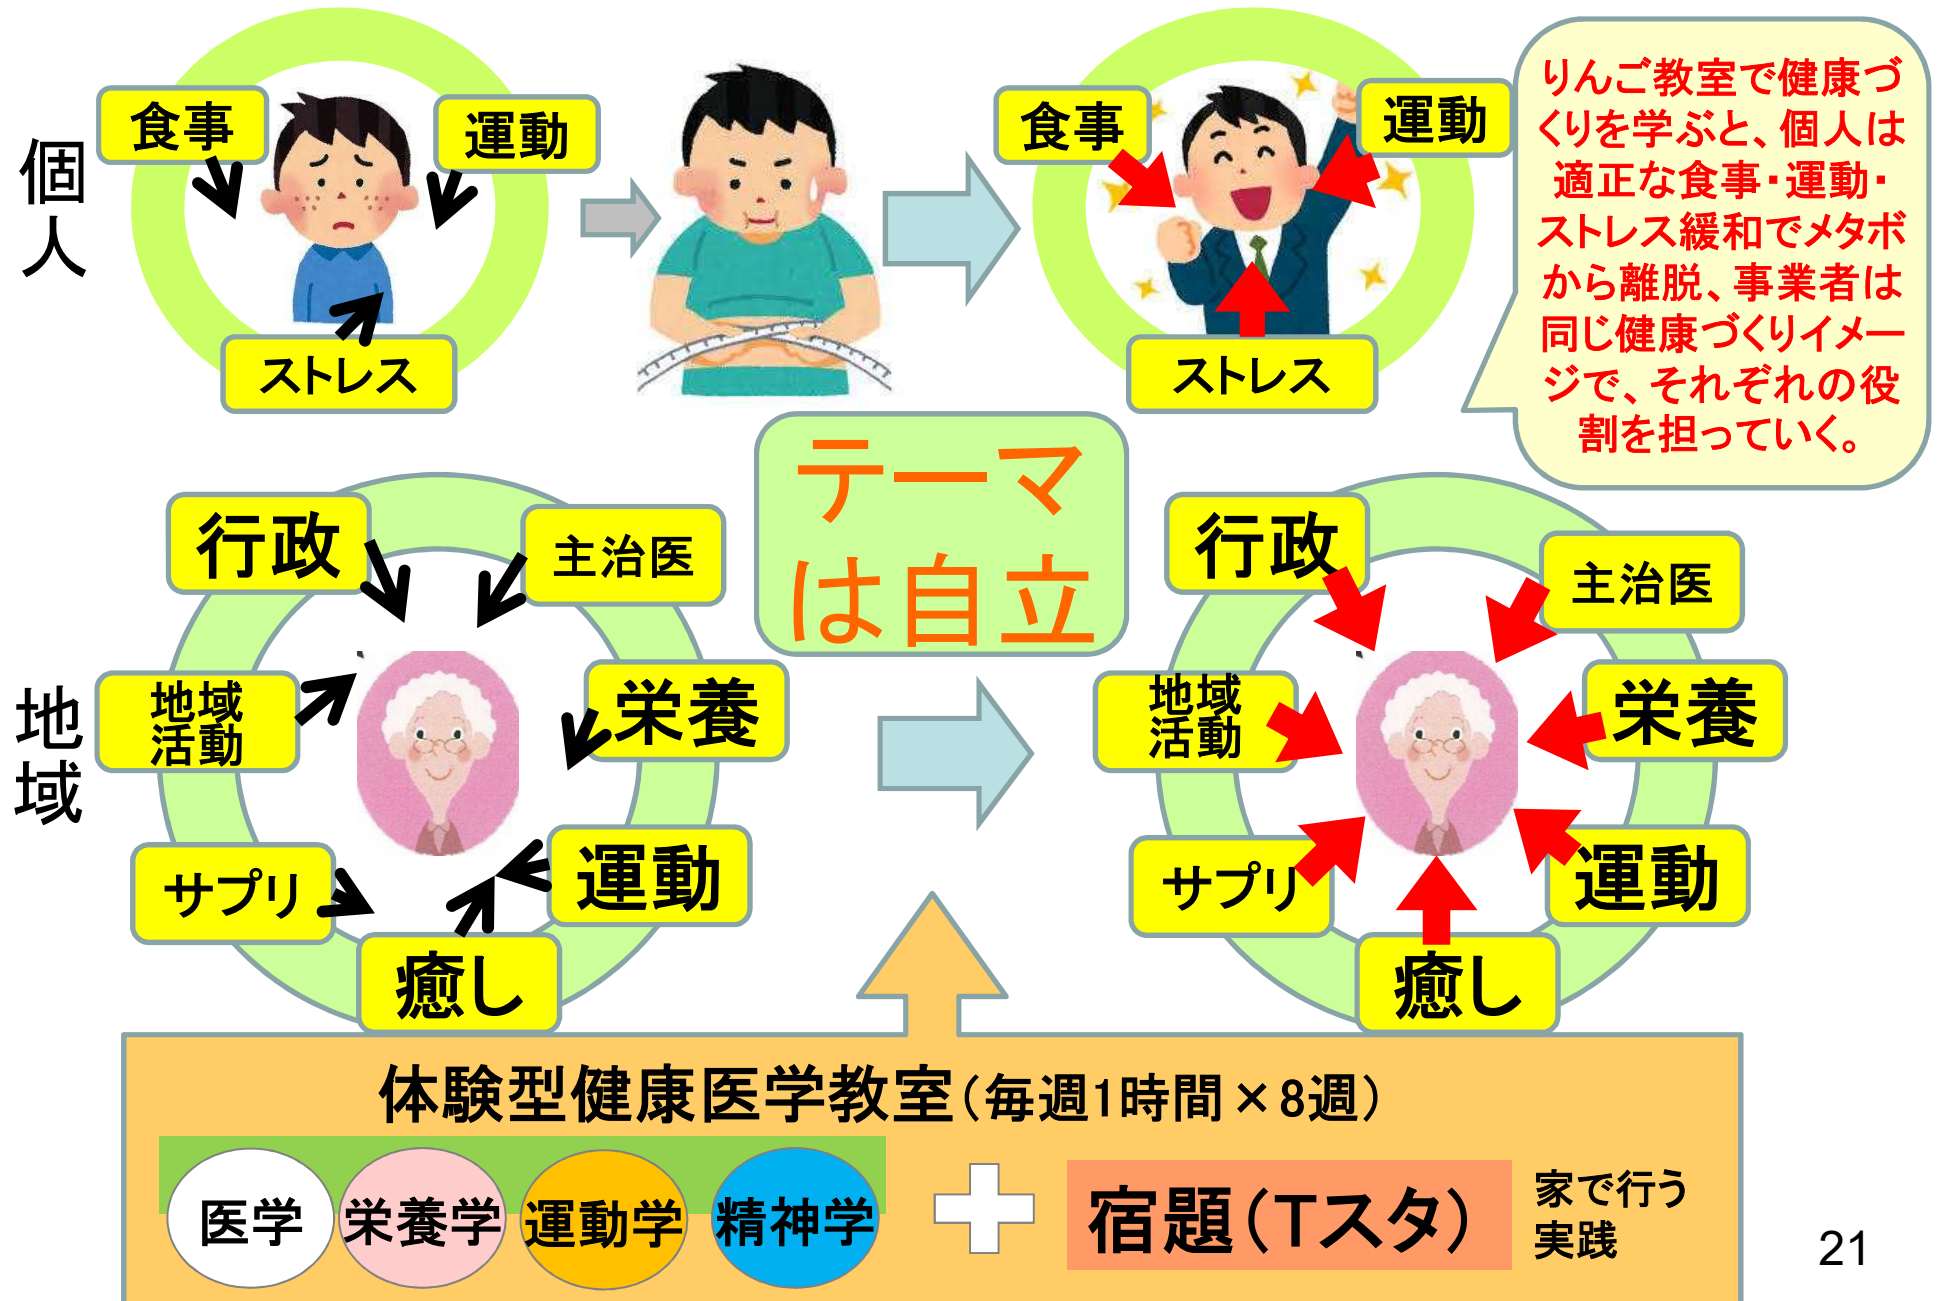 個
人
食事
運動
ストレス
食事
運動
ストレス
りんご教室で健康づ
くりを学ぶと、個人は
適正な食事・運動・
ストレス緩和でメタボ
から離脱、事業者は
同じ健康づくりイメー
ジで、それぞれの役
割を担っていく。
テーマ
は自立
地
域
行政
主治医
地域
活動
栄養
サプリ
運動
癒し
行政
主治医
地域
活動
栄養
サプリ
運動
癒し
体験型健康医学教室（毎週1時間×8週）
医学
栄養学
運動学
精神学
宿題（Tスタ）
家で行う
実践
21